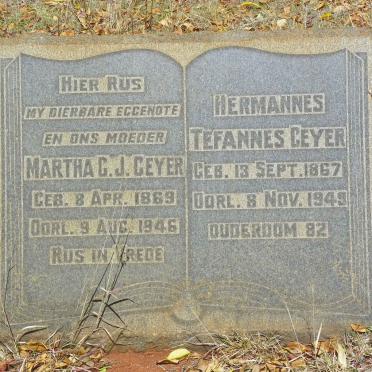 HIER RUS
MY DIERBARE EGGENOTE
EN ONS MOEDER
MARTHA G. J. GEYER
GEB. 8 APR. 1869
OORL. 9 AUG. 1946
RUS IN VREDE
HERMANNES
TEFANNES GEYER
GEB. 13 SEPT. 1867
OORL. 8 NOV. 1949
OUDERDOM 82